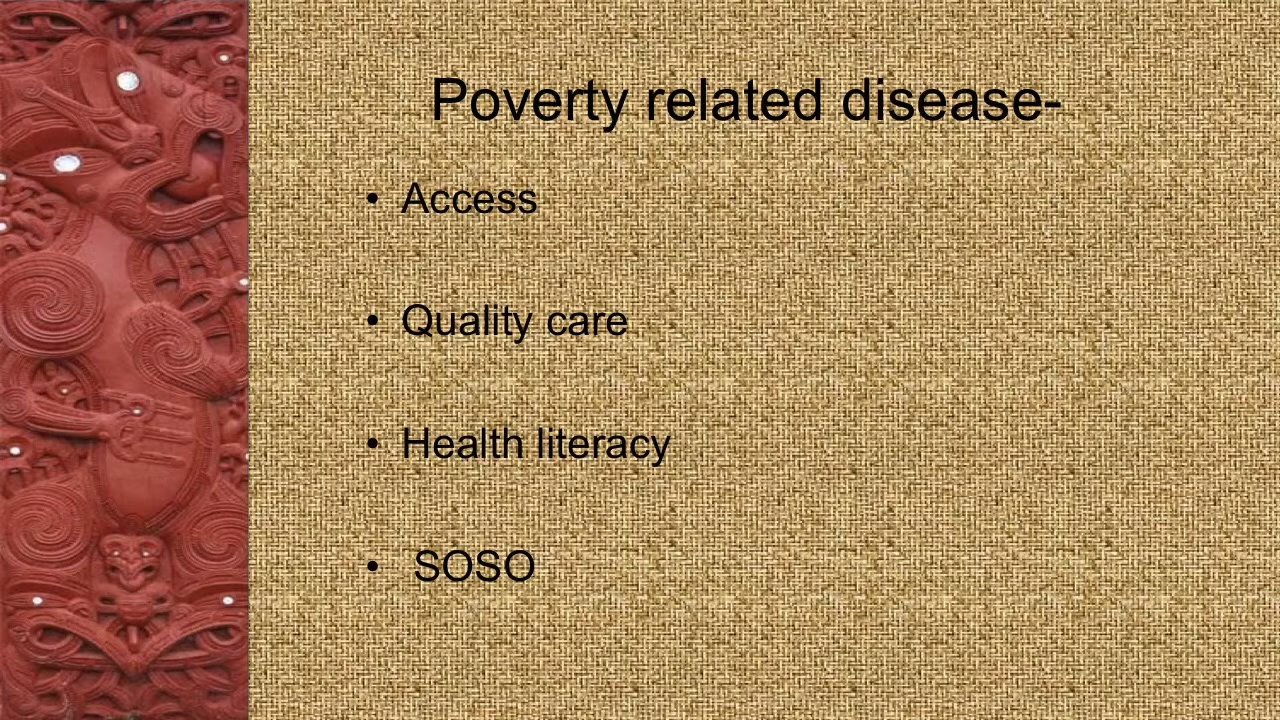 Poverty related disease-
• Access
• Quality care
• Health literacy
• SOSO